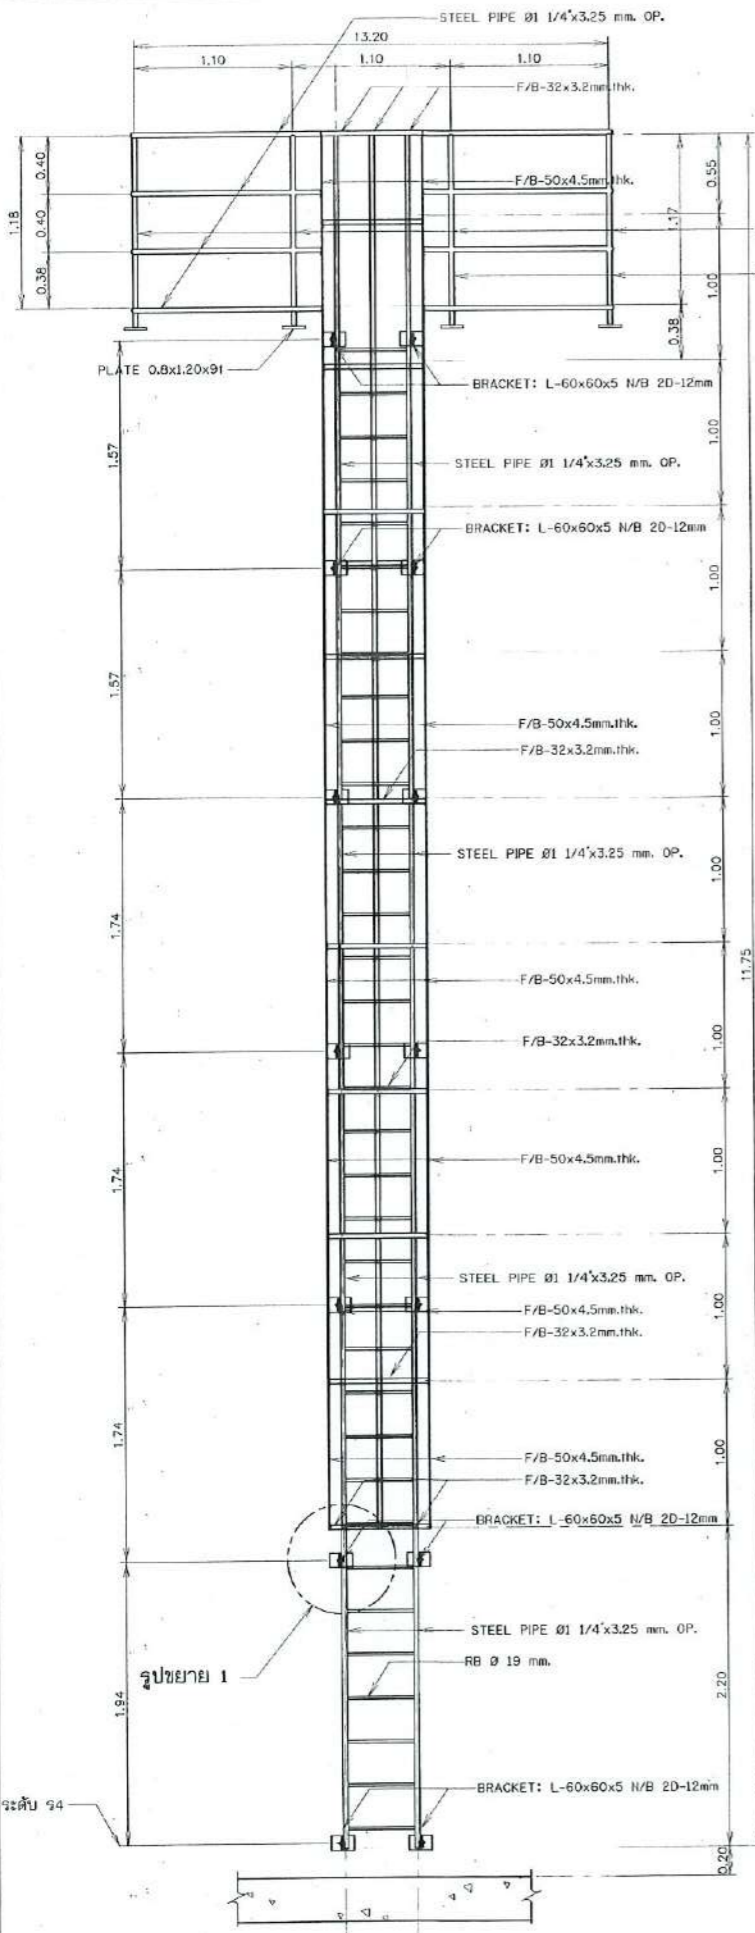 STEEL PIPE Ø1 1/4"x3.25 mm. OP.
13.20
1.10 1.10 1.10
F/B-32x3.2mm.thk.
0.40
0.55
F/B-50x4.5mm.thk.
1.18
0.40
1.17
0.38
1.00
0.38
PLATE 0.8x1.20x9t
BRACKET: L-60x60x5 N/B 2D-12mm
1.57
1.00
STEEL PIPE Ø1 1/4"x3.25 mm. OP.
BRACKET: L-60x60x5 N/B 2D-12mm
1.00
1.57
F/B-50x4.5mm.thk.
1.00
F/B-32x3.2mm.thk.
STEEL PIPE Ø1 1/4"x3.25 mm. OP.
1.00
1.74
11.75
F/B-50x4.5mm.thk.
F/B-32x3.2mm.thk.
1.00
F/B-50x4.5mm.thk.
1.00
1.74
STEEL PIPE Ø1 1/4"x3.25 mm. OP.
F/B-50x4.5mm.thk.
1.00
F/B-32x3.2mm.thk.
1.74
F/B-50x4.5mm.thk.
1.00
F/B-32x3.2mm.thk.
BRACKET: L-60x60x5 N/B 2D-12mm
STEEL PIPE Ø1 1/4"x3.25 mm. OP.
RB Ø 19 mm.
รูปขยาย 1
1.94
2.20
BRACKET: L-60x60x5 N/B 2D-12mm
ระดับ ร4
0.20